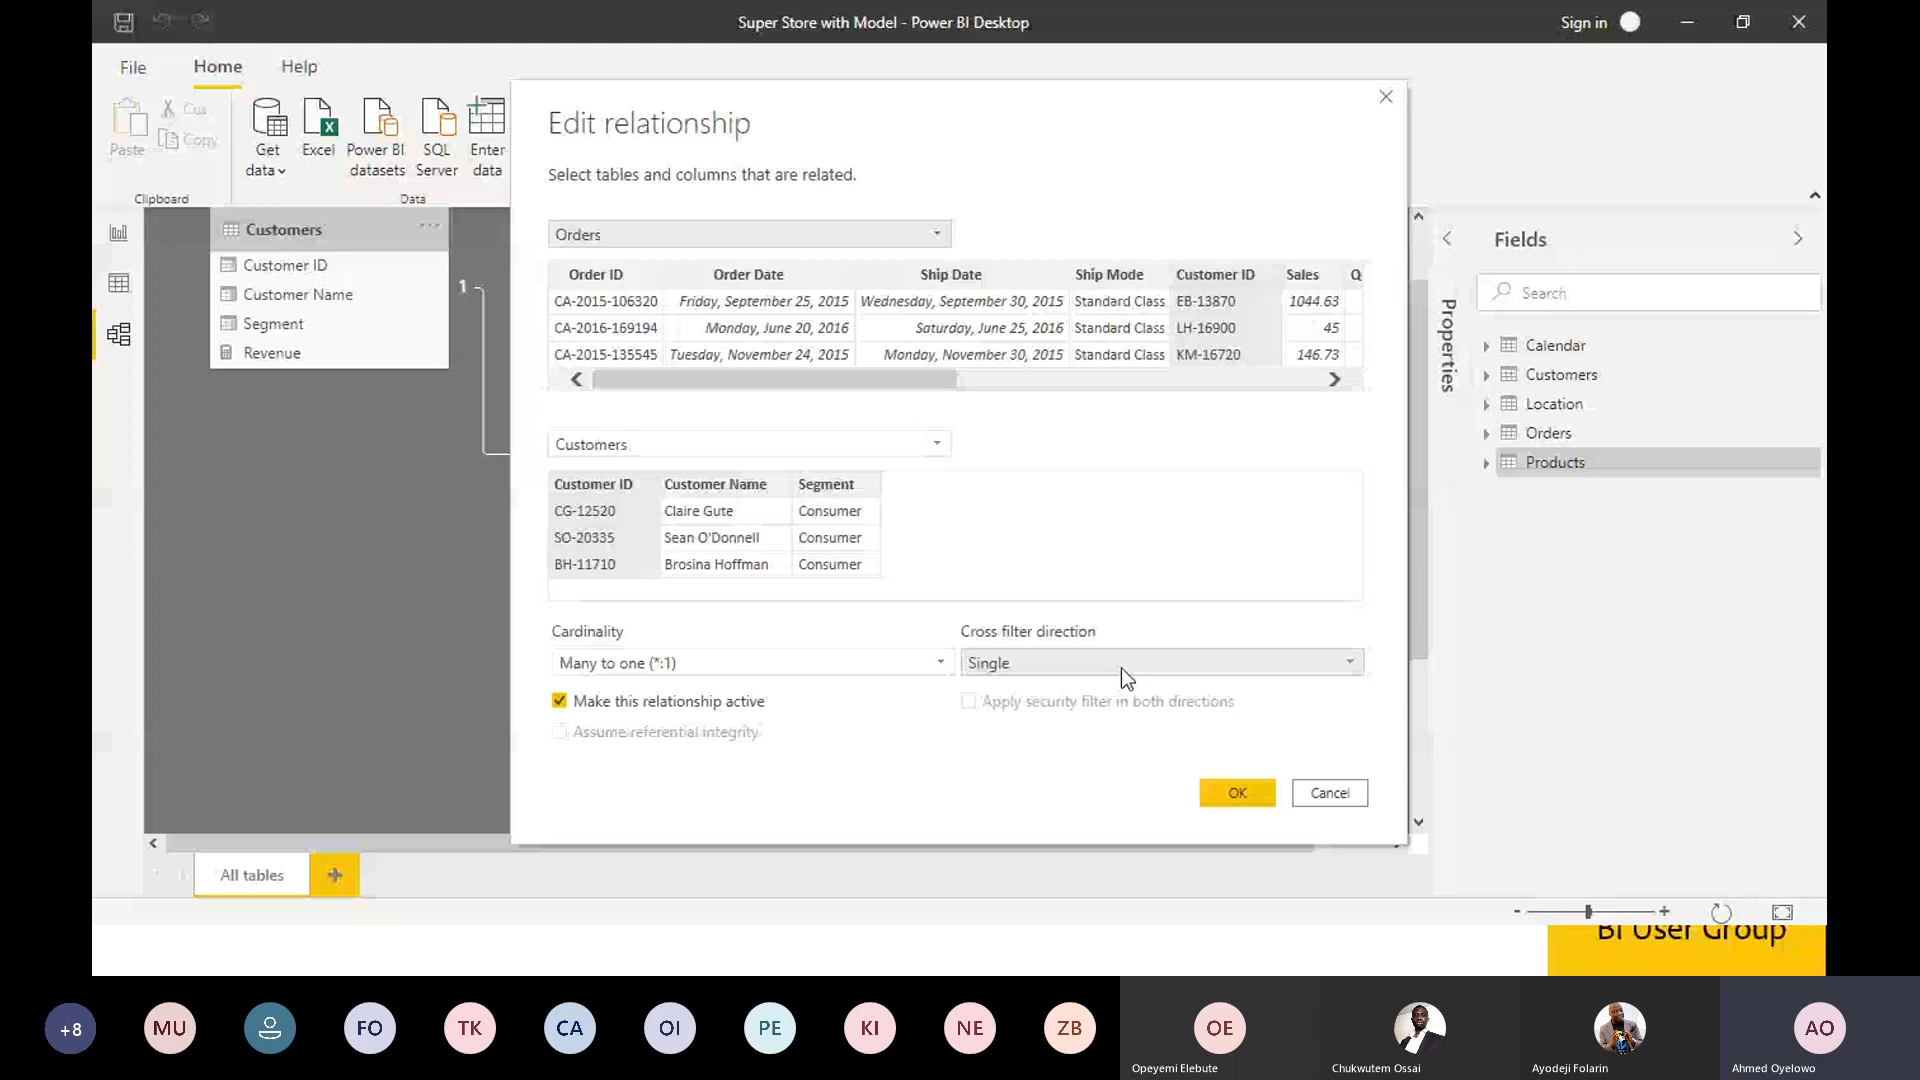 Super Store with Model - Power BI Desktop
Sign in
File
Home
Help
Paste
Cut
Copy
Get data
Excel
Power BI datasets
SQL Server
Enter data
Clipboard
Data
Customers
Customer ID
Customer Name
Segment
Revenue
1
Edit relationship
Select tables and columns that are related.
Orders
Order ID Order Date Ship Date Ship Mode Customer ID Sales Q
CA-2015-106320 Friday, September 25, 2015 Wednesday, September 30, 2015 Standard Class EB-13870 1044.63
CA-2016-169194 Monday, June 20, 2016 Saturday, June 25, 2016 Standard Class LH-16900 45
CA-2015-135545 Tuesday, November 24, 2015 Monday, November 30, 2015 Standard Class KM-16720 146.73
Customers
Customer ID Customer Name Segment
CG-12520 Claire Gute Consumer
SO-20335 Sean O'Donnell Consumer
BH-11710 Brosina Hoffman Consumer
Cardinality
Many to one (*:1)
Cross filter direction
Single
Make this relationship active
Apply security filter in both directions
Assume referential integrity
OK
Cancel
Properties
Fields
Search
Calendar
Customers
Location
Orders
Products
All tables
BI User Group
+8
MU
FO
TK
CA
OI
PE
KI
NE
ZB
OE
AO
Opeyemi Elebute
Chukwutem Ossai
Ayodeji Folarin
Ahmed Oyelowo